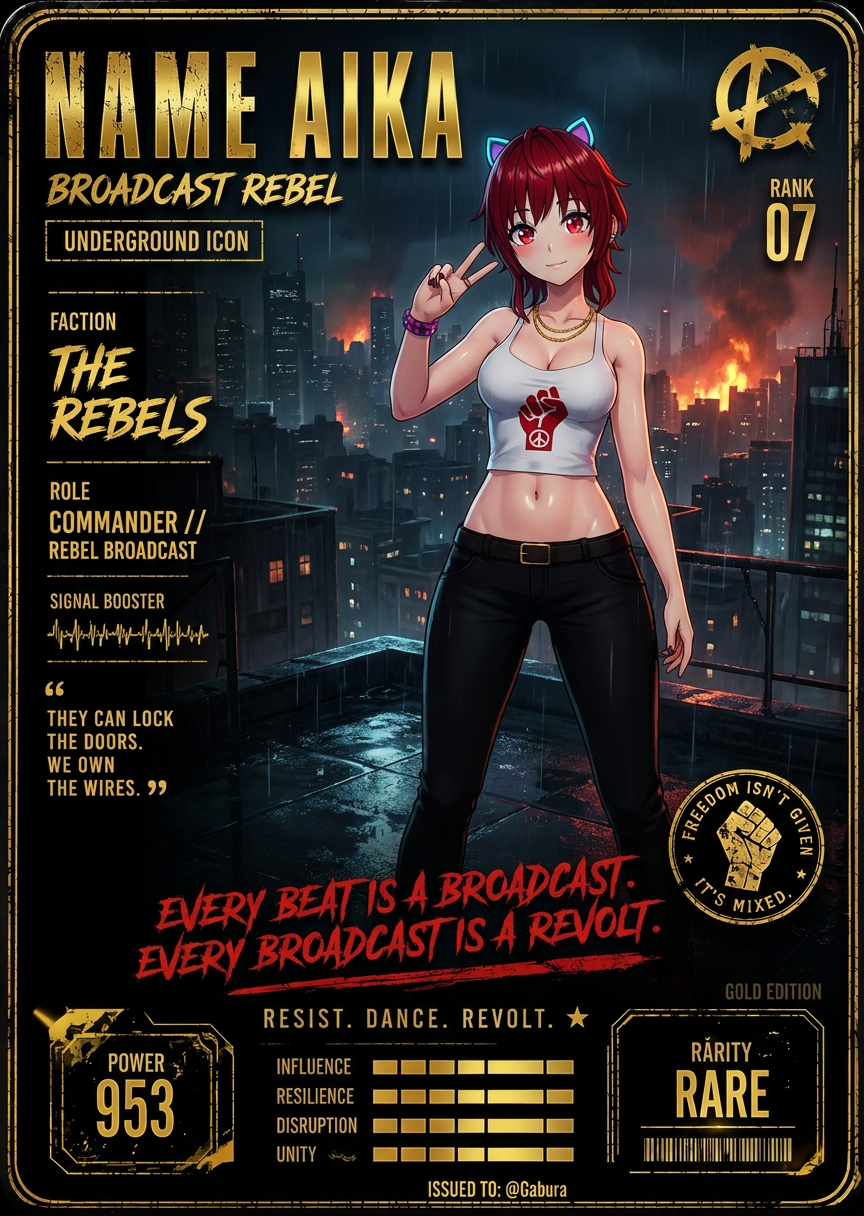 NAME AIKA
BROADCAST REBEL
UNDERGROUND ICON
RANK
07
FACTION
THE
REBELS
ROLE
COMMANDER //
REBEL BROADCAST
SIGNAL BOOSTER
“
THEY CAN LOCK
THE DOORS.
WE OWN
THE WIRES. ”
FREEDOM ISN'T GIVEN
★ IT'S MIXED. ★
EVERY BEAT IS A BROADCAST.
EVERY BROADCAST IS A REVOLT.
GOLD EDITION
RESIST. DANCE. REVOLT. ★
POWER
953
INFLUENCE
RESILIENCE
DISRUPTION
UNITY
RĂRITY
RARE
ISSUED TO: @Gabura